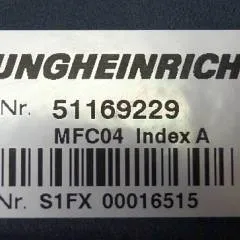 UNGHEINRICH
Nr. 51169229
MFC04 Index A
Nr. S1FX 00016515